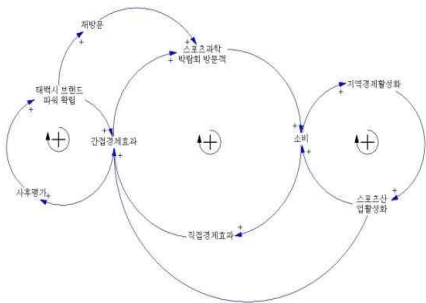 재방문
+
+
스포츠과학
박람회 방문객
+
태백시 브랜드
파워 확립
+
지역경제활성화
+
+
+
간접경제효과
+
+
+
소비
+
+
+
사후평가
+
스포츠산
업활성화
+
직접경제효과
+